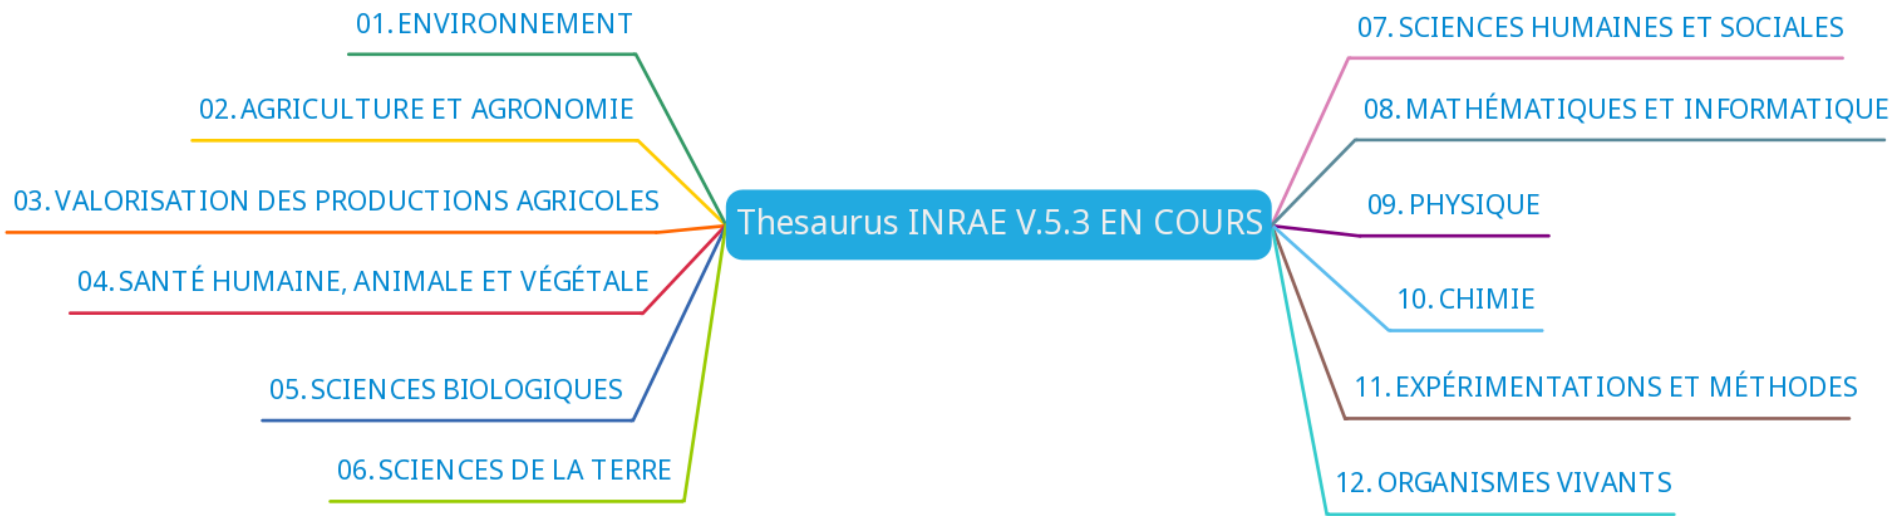 01. ENVIRONNEMENT
02. AGRICULTURE ET AGRONOMIE
03. VALORISATION DES PRODUCTIONS AGRICOLES
04. SANTÉ HUMAINE, ANIMALE ET VÉGÉTALE
05. SCIENCES BIOLOGIQUES
06. SCIENCES DE LA TERRE
Thesaurus INRAE V.5.3 EN COURS
07. SCIENCES HUMAINES ET SOCIALES
08. MATHÉMATIQUES ET INFORMATIQUE
09. PHYSIQUE
10. CHIMIE
11. EXPÉRIMENTATIONS ET MÉTHODES
12. ORGANISMES VIVANTS